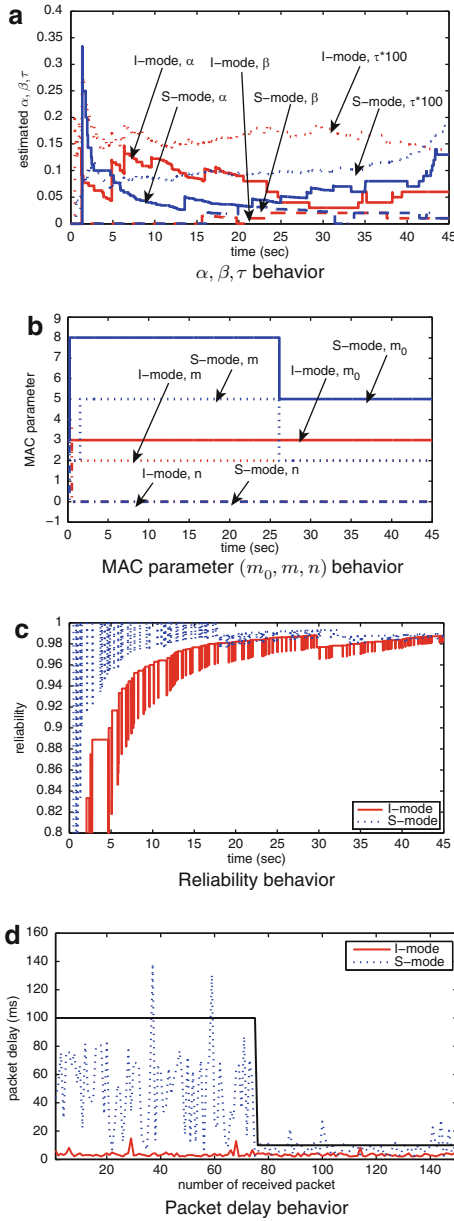 a
0.4
0.35
0.3
0.25
0.2
0.15
0.1
0.05
0
estimated α, β, τ
I−mode, α
I−mode, β
I−mode, τ*100
S−mode, α
S−mode, β
S−mode, τ*100
0 5 10 15 20 25 30 35 40 45
time (sec)
α, β, τ behavior
b
9
8
7
6
5
4
3
2
1
0
−1
MAC parameter
S−mode, m
S−mode, m0
I−mode, m
I−mode, m0
I−mode, n
S−mode, n
0 5 10 15 20 25 30 35 40 45
time (sec)
MAC parameter (m0, m, n) behavior
c
1
0.98
0.96
0.94
0.92
0.9
0.88
0.86
0.84
0.82
0.8
reliability
I−mode
S−mode
0 5 10 15 20 25 30 35 40 45
time (sec)
Reliability behavior
d
160
140
120
100
80
60
40
20
0
packet delay (ms)
I−mode
S−mode
20 40 60 80 100 120 140
number of received packet
Packet delay behavior